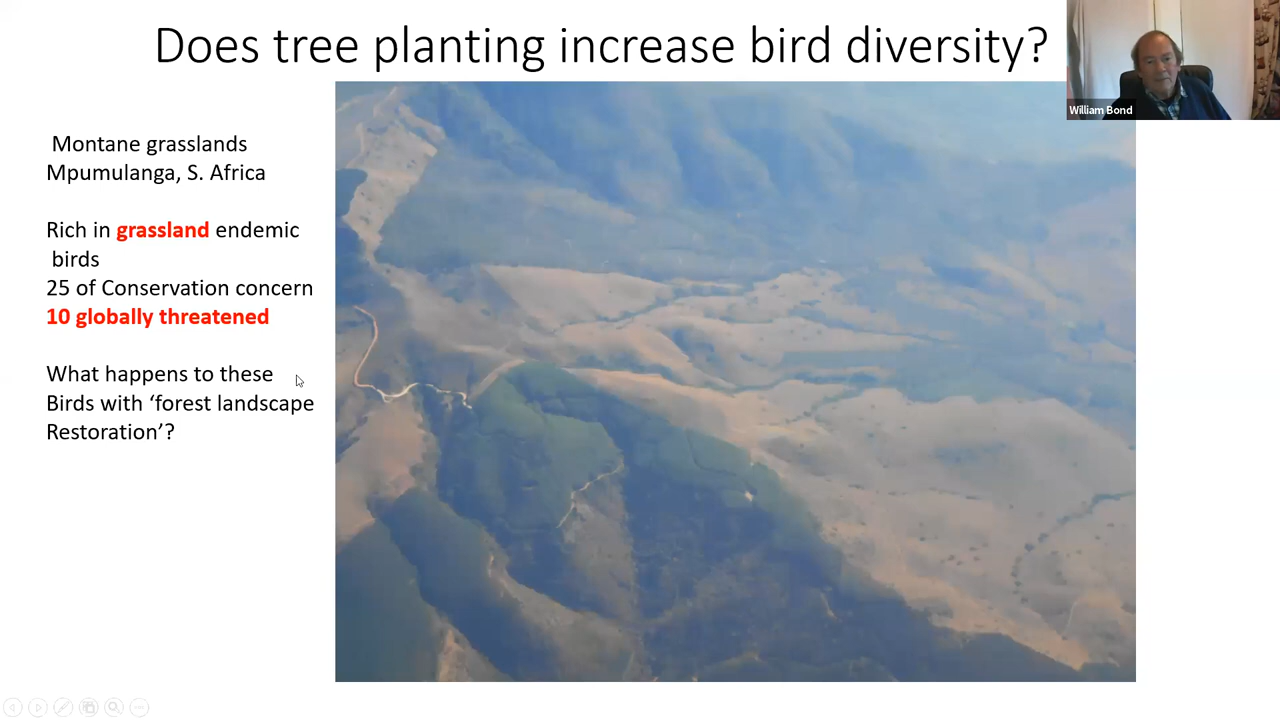 Does tree planting increase bird diversity?
William Bond
Montane grasslands
Mpumulanga, S. Africa
Rich in grassland endemic
birds
25 of Conservation concern
10 globally threatened
What happens to these
Birds with ‘forest landscape
Restoration’?